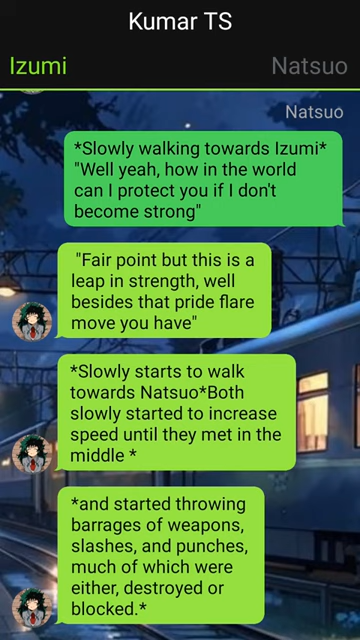 Kumar TS
Izumi
Natsuo
Natsuo
*Slowly walking towards Izumi*
"Well yeah, how in the world
can I protect you if I don't
become strong"
"Fair point but this is a
leap in strength, well
besides that pride flare
move you have"
*Slowly starts to walk
towards Natsuo*Both
slowly started to increase
speed until they met in the
middle *
*and started throwing
barrages of weapons,
slashes, and punches,
much of which were
either, destroyed or
blocked.*